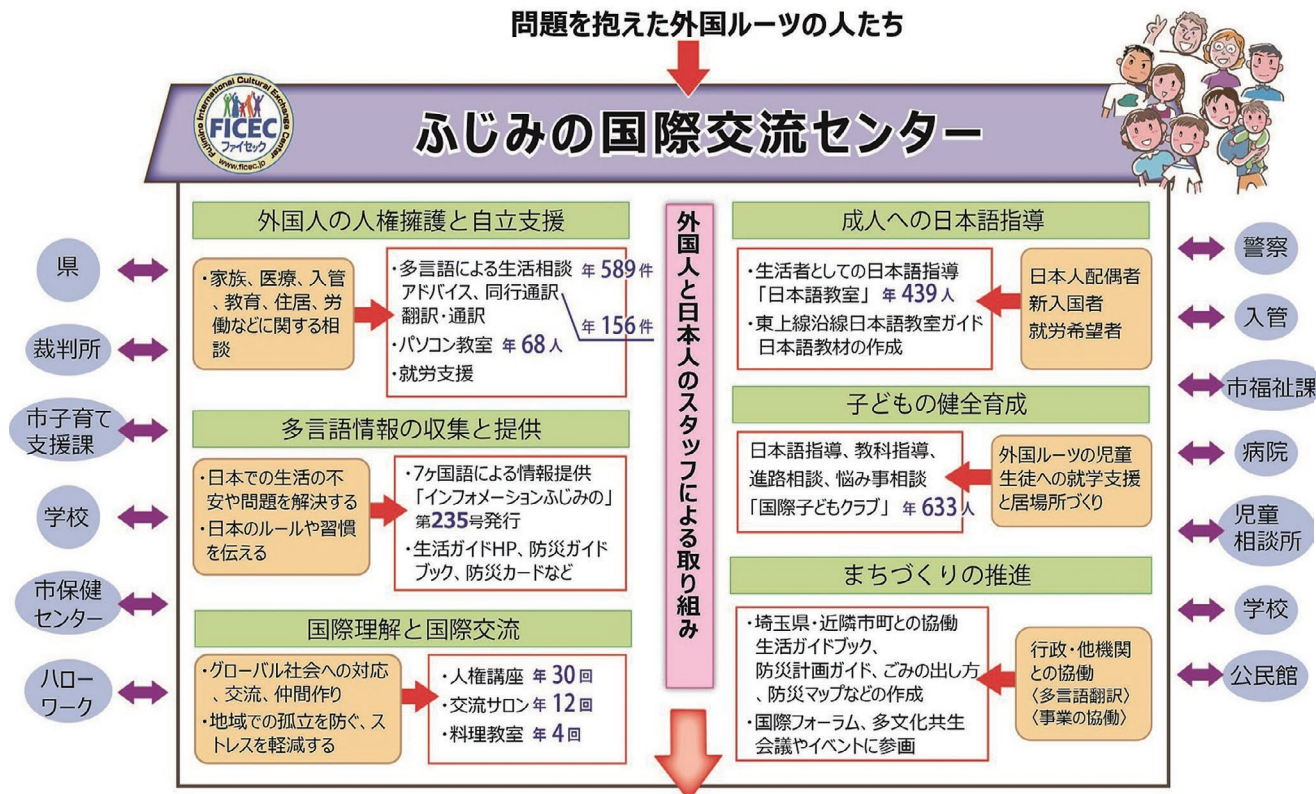 問題を抱えた外国ルーツの人たち
Fujimino International Cultural Exchange Center
FICEC
ファイセック
www.ficec.jp
ふじみの国際交流センター
県
裁判所
市子育て
支援課
学校
市保健
センター
ハロー
ワーク
外国人の人権擁護と自立支援
・家族、医療、入管
、教育、住居、労
働などに関する相
談
・多言語による生活相談 年589件
アドバイス、同行通訳
翻訳・通訳
年156件
・パソコン教室 年68人
・就労支援
多言語情報の収集と提供
・日本での生活の不
安や問題を解決する
・日本のルールや習慣
を伝える
・7ヶ国語による情報提供
「インフォメーションふじみの」
第235号発行
・生活ガイドHP、防災ガイド
ブック、防災カードなど
国際理解と国際交流
・グローバル社会への対応
、交流、仲間作り
・地域での孤立を防ぐ、ス
トレスを軽減する
・人権講座 年30回
・交流サロン 年12回
・料理教室 年4回
外国人と日本人のスタッフによる取り組み
成人への日本語指導
・生活者としての日本語指導
「日本語教室」 年439人
・東上線沿線日本語教室ガイド
日本語教材の作成
日本人配偶者
新入国者
就労希望者
子どもの健全育成
日本語指導、教科指導、
進路相談、悩み事相談
「国際子どもクラブ」 年633人
外国ルーツの児童
生徒への就学支援
と居場所づくり
まちづくりの推進
・埼玉県・近隣市町との協働
生活ガイドブック、
防災計画ガイド、ごみの出し方
、防災マップなどの作成
・国際フォーラム、多文化共生
会議やイベントに参画
行政・他機関
との協働
〈多言語翻訳〉
〈事業の協働〉
警察
入管
市福祉課
病院
児童
相談所
学校
公民館